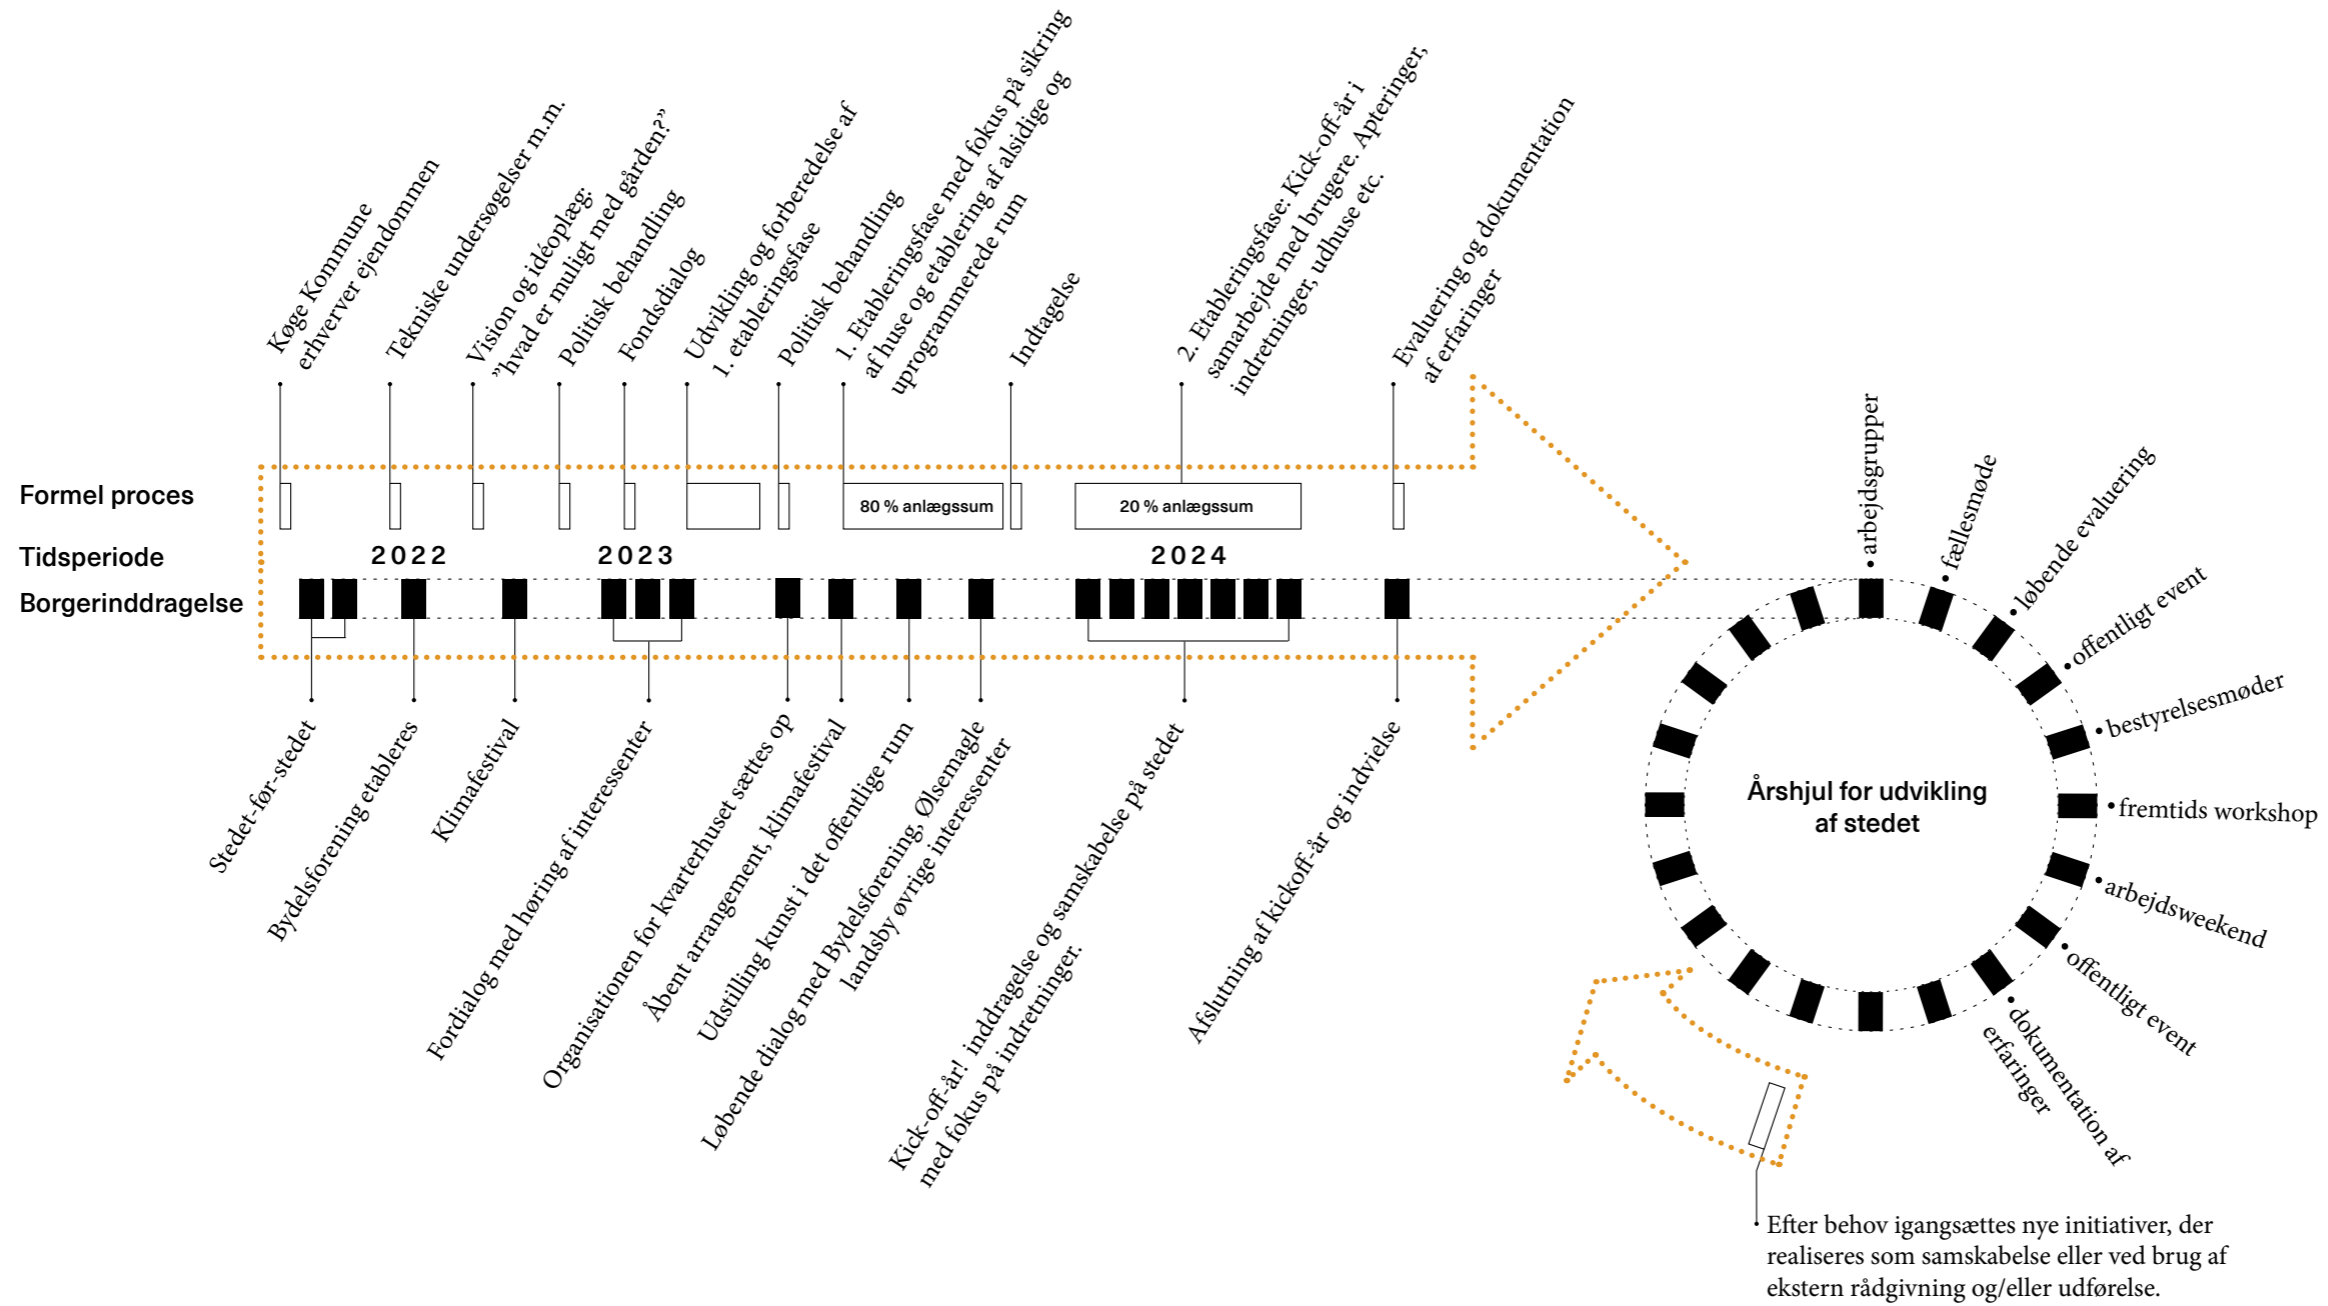 Køge Kommune
erhverver ejendommen
Tekniske undersøgelser m.m.
Vision og idéoplæg:
”hvad er muligt med gården?”
Politisk behandling
Fondsdialog
Udvikling og forberedelse af
1. etableringsfase
Politisk behandling
1. Etableringsfase med fokus på sikring
af huse og etablering af alsidige og
uprogrammerede rum
Indtagelse
2. Etableringsfase: Kick-off-år i
samarbejde med brugere. Apteringer,
indretninger, udhuse etc.
Evaluering og dokumentation
af erfaringer
Formel proces
80 % anlægssum
20 % anlægssum
Tidsperiode
2022
2023
2024
Borgerinddragelse
Stedet-før-stedet
Bydelsforening etableres
Klimafestival
Fordialog med høring af interessenter
Organisationen for kvarterhuset sættes op
Åbent arrangement, klimafestival
Udstilling kunst i det offentlige rum
Løbende dialog med Bydelsforening, Ølsemagle
landsby øvrige interessenter
Kick-off-år! inddragelse og samskabelse på stedet
med fokus på indretninger.
Afslutning af kickoff-år og indvielse
arbejdsgrupper
fællesmøde
løbende evaluering
offentligt event
bestyrelsesmøder
fremtids workshop
arbejdsweekend
offentligt event
dokumentation af
erfaringer
Årshjul for udvikling
af stedet
Efter behov igangsættes nye initiativer, der
realiseres som samskabelse eller ved brug af
ekstern rådgivning og/eller udførelse.